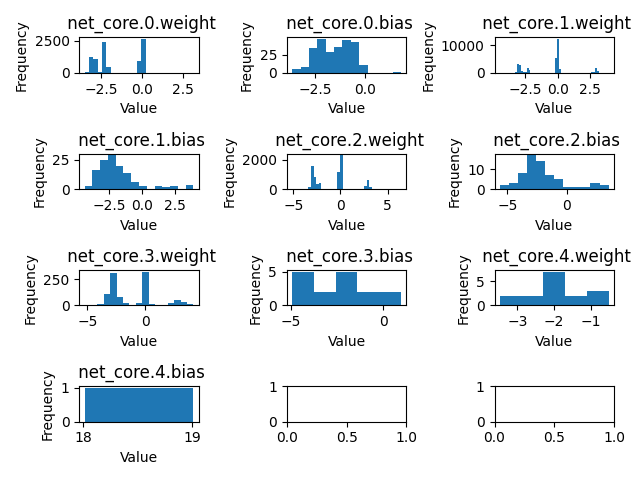 net_core.0.weight
net_core.0.bias
net_core.1.weight
Frequency
2500
0
−2.5 0.0 2.5
Value
Frequency
25
0
−2.5 0.0
Value
Frequency
10000
0
−2.5 0.0 2.5
Value
net_core.1.bias
net_core.2.weight
net_core.2.bias
Frequency
25
0
−2.5 0.0 2.5
Value
Frequency
2000
0
−5 0 5
Value
Frequency
10
0
−5 0
Value
net_core.3.weight
net_core.3.bias
net_core.4.weight
Frequency
250
0
−5 0
Value
Frequency
5
0
−5 0
Value
Frequency
5
0
−3 −2 −1
Value
net_core.4.bias
Frequency
1
0
18 19
Value
1
0
0.0 0.5 1.0
1
0
0.0 0.5 1.0